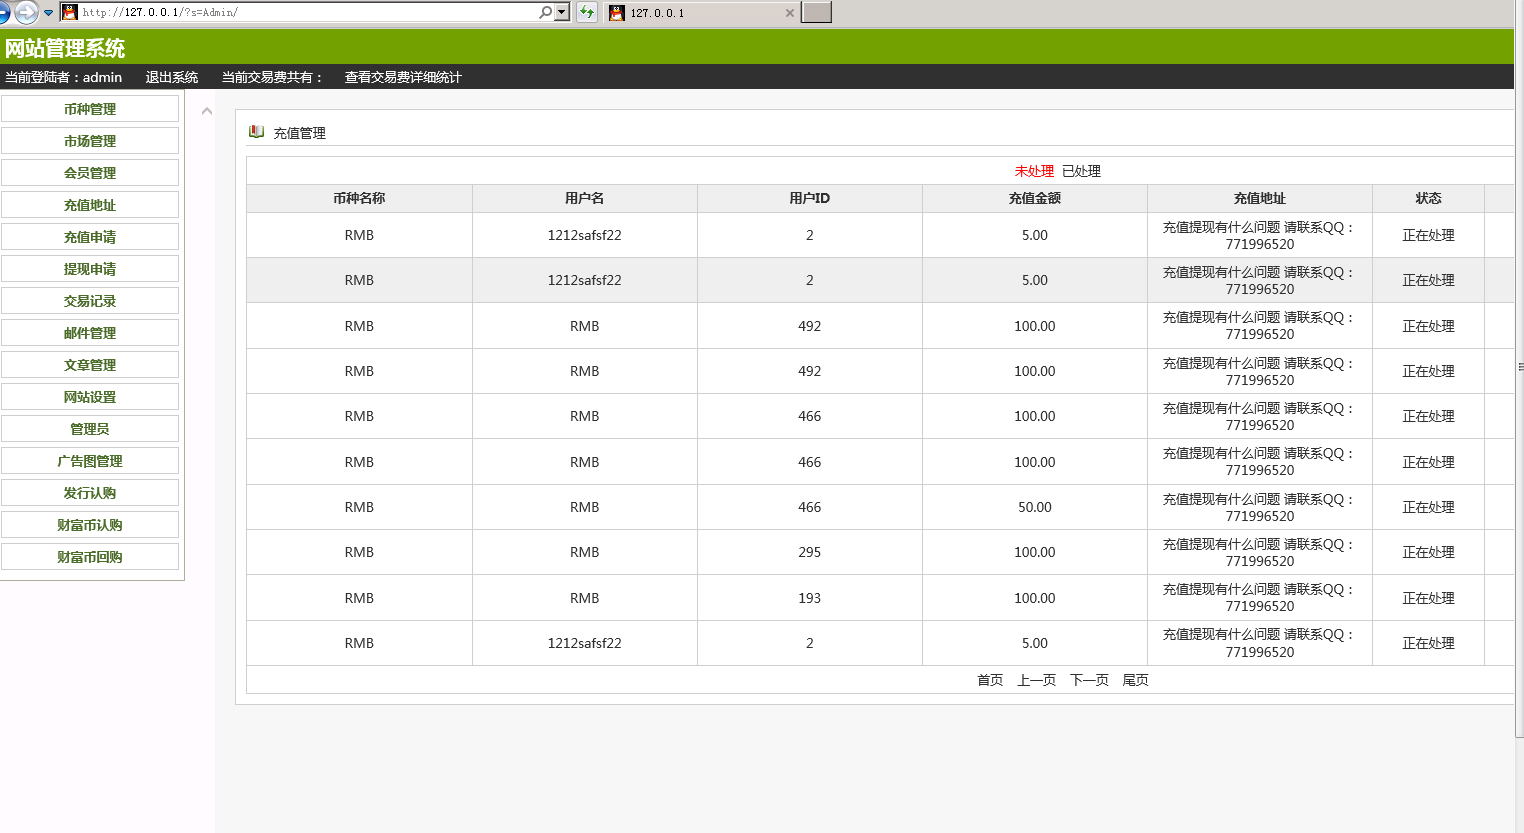 http://127.0.0.1/?s=Admin/
127.0.0.1
网站管理系统
当前登陆者：admin 退出系统 当前交易费共有： 查看交易费详细统计
币种管理
市场管理
会员管理
充值地址
充值申请
提现申请
交易记录
邮件管理
文章管理
网站设置
管理员
广告图管理
发行认购
财富币认购
财富币回购
充值管理
未处理 已处理
币种名称 用户名 用户ID 充值金额 充值地址 状态
RMB 1212safsf22 2 5.00 充值提现有什么问题 请联系QQ： 正在处理
771996520
RMB 1212safsf22 2 5.00 充值提现有什么问题 请联系QQ： 正在处理
771996520
RMB RMB 492 100.00 充值提现有什么问题 请联系QQ： 正在处理
771996520
RMB RMB 492 100.00 充值提现有什么问题 请联系QQ： 正在处理
771996520
RMB RMB 466 100.00 充值提现有什么问题 请联系QQ： 正在处理
771996520
RMB RMB 466 100.00 充值提现有什么问题 请联系QQ： 正在处理
771996520
RMB RMB 466 50.00 充值提现有什么问题 请联系QQ： 正在处理
771996520
RMB RMB 295 100.00 充值提现有什么问题 请联系QQ： 正在处理
771996520
RMB RMB 193 100.00 充值提现有什么问题 请联系QQ： 正在处理
771996520
RMB 1212safsf22 2 5.00 充值提现有什么问题 请联系QQ： 正在处理
771996520
首页 上一页 下一页 尾页